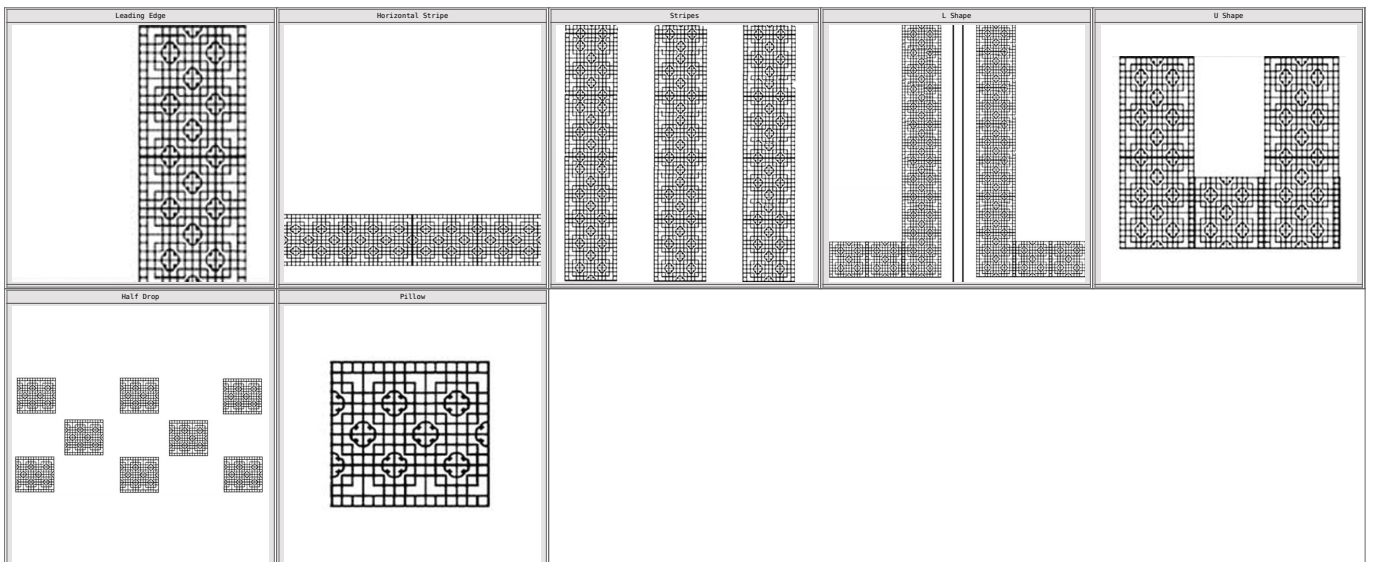 Leading Edge
Horizontal Stripe
Stripes
L Shape
U Shape
Half Drop
Pillow